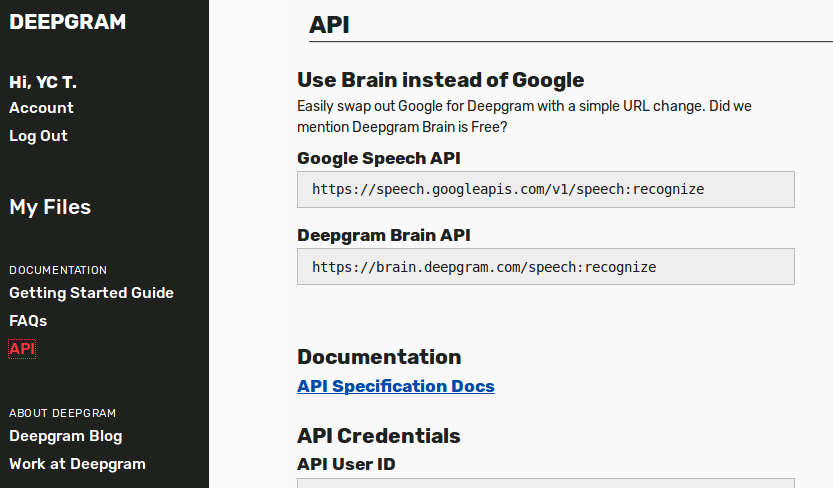 DEEPGRAM
Hi, YC T.
Account
Log Out
My Files
DOCUMENTATION
Getting Started Guide
FAQs
API
ABOUT DEEPGRAM
Deepgram Blog
Work at Deepgram
API
Use Brain instead of Google
Easily swap out Google for Deepgram with a simple URL change. Did we
mention Deepgram Brain is Free?
Google Speech API
https://speech.googleapis.com/v1/speech:recognize
Deepgram Brain API
https://brain.deepgram.com/speech:recognize
Documentation
API Specification Docs
API Credentials
API User ID